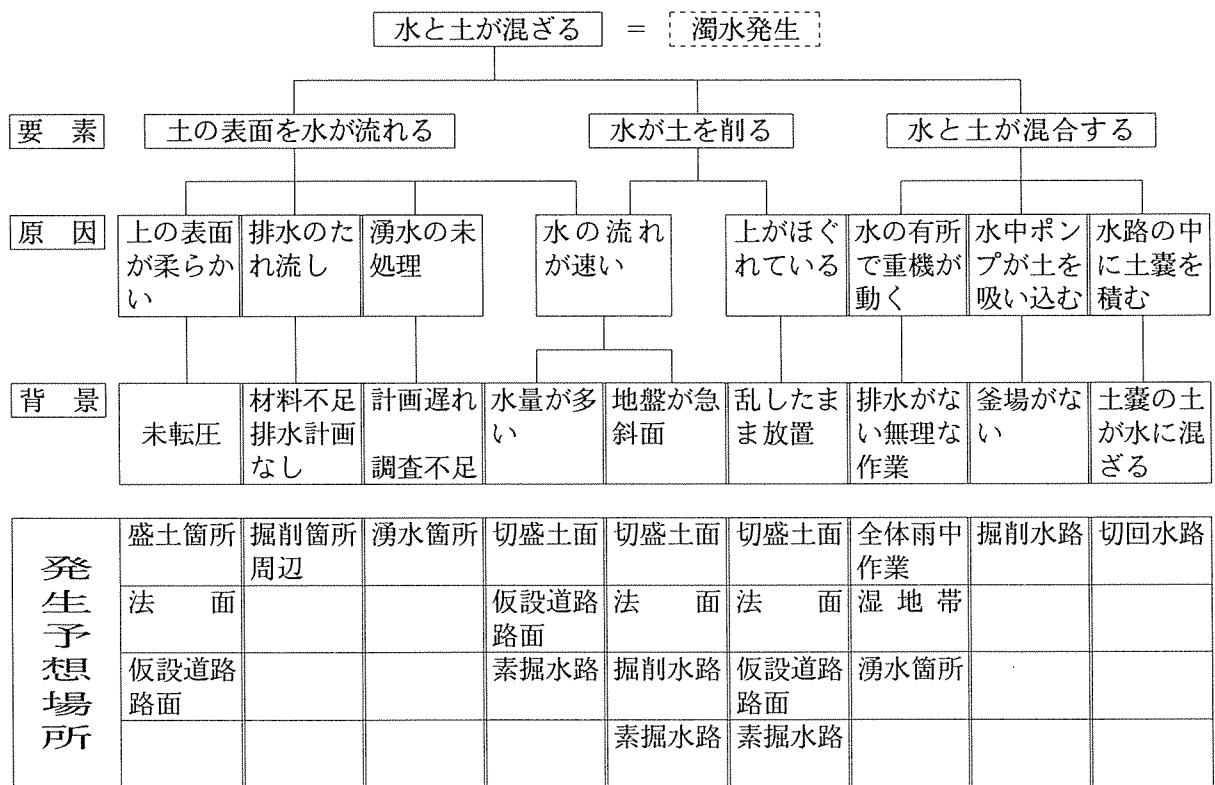 水と土が混ざる = 濁水発生
要 素
土の表面を水が流れる
水が土を削る
水と土が混合する
原 因
上の表面
が柔らか
い
排水のた
れ流し
湧水の未
処理
水の流れ
が速い
上がほぐ
れている
水の有所
で重機が
動く
水中ポン
プが土を
吸い込む
水路の中
に土嚢を
積む
背 景
未転圧
材料不足
排水計画
なし
計画遅れ
調査不足
水量が多
い
地盤が急
斜面
乱したま
ま放置
排水がな
い無理な
作業
釜場がな
い
土嚢の土
が水に混
ざる
発生予想場所
盛土箇所
掘削箇所
周辺
湧水箇所
切盛土面
切盛土面
切盛土面
全体雨中
作業
掘削水路
切回水路
法 面
仮設道路
路面
法 面
法 面
湿 地 帯
仮設道路
路面
素掘水路
掘削水路
仮設道路
路面
湧水箇所
素掘水路
素掘水路